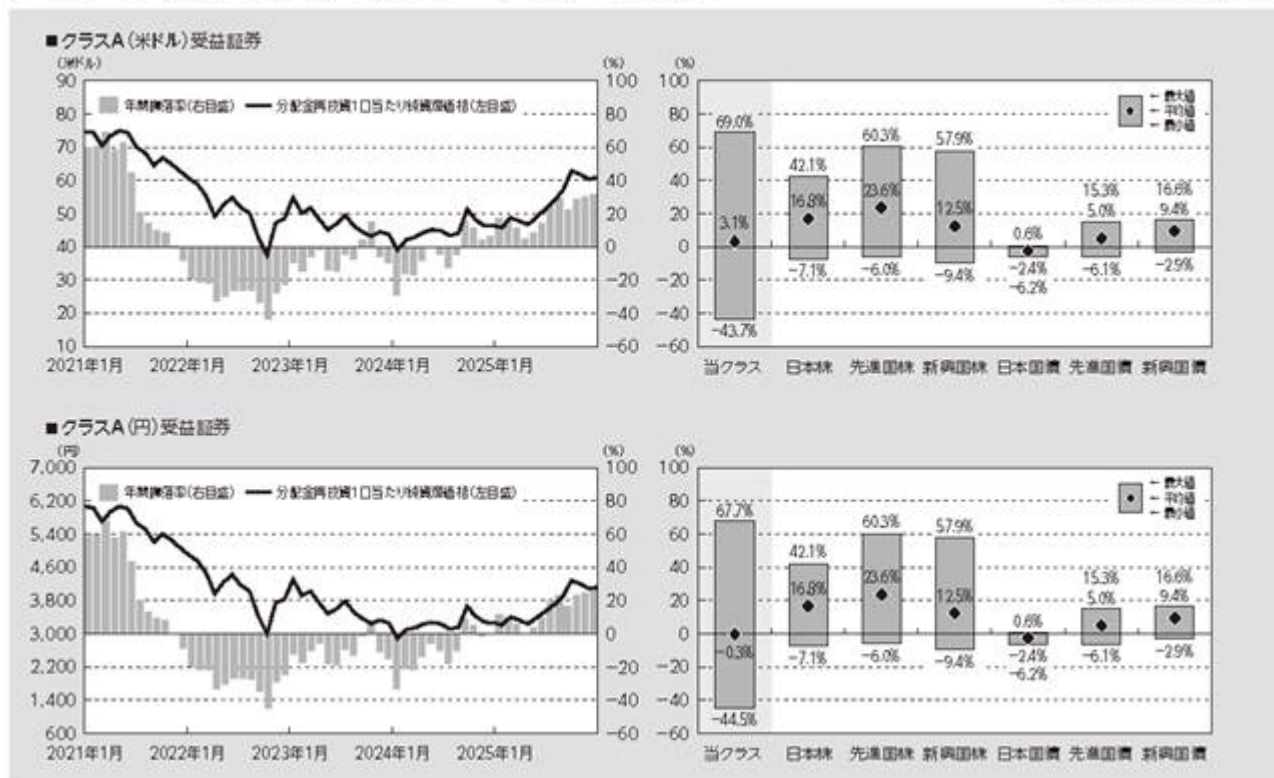 ■クラスA（米ドル）受益証券
（米ドル）
（%）
（%）
年間騰落率（右目盛）
分配金再投資1口当たり純資産価格（左目盛）
90
80
70
60
50
40
30
20
10
100
80
60
40
20
0
−20
−40
−60
2021年1月
2022年1月
2023年1月
2024年1月
2025年1月
100
80
60
40
20
0
−20
−40
−60
← 最大値
← 平均値
← 最小値
69.0%
3.1%
−43.7%
42.1%
16.8%
−7.1%
60.3%
23.6%
−6.0%
57.9%
12.5%
−9.4%
0.6%
−2.4%
−6.2%
15.3%
5.0%
−6.1%
16.6%
9.4%
−2.9%
当クラス
日本株
先進国株
新興国株
日本国債
先進国債
新興国債
■クラスA（円）受益証券
（円）
（%）
（%）
年間騰落率（右目盛）
分配金再投資1口当たり純資産価格（左目盛）
7,000
6,200
5,400
4,600
3,800
3,000
2,200
1,400
600
100
80
60
40
20
0
−20
−40
−60
2021年1月
2022年1月
2023年1月
2024年1月
2025年1月
100
80
60
40
20
0
−20
−40
−60
← 最大値
← 平均値
← 最小値
67.7%
−0.3%
−44.5%
42.1%
16.8%
−7.1%
60.3%
23.6%
−6.0%
57.9%
12.5%
−9.4%
0.6%
−2.4%
−6.2%
15.3%
5.0%
−6.1%
16.6%
9.4%
−2.9%
当クラス
日本株
先進国株
新興国株
日本国債
先進国債
新興国債